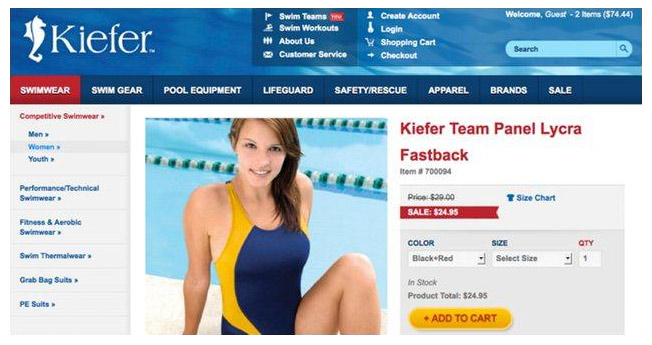 Kiefer™
Swim Teams
Swim Workouts
About Us
Customer Service
Create Account
Login
Shopping Cart
Checkout
Welcome, Guest - 2 Items ($74.44)
Search
SWIMWEAR SWIM GEAR POOL EQUIPMENT LIFEGUARD SAFETY/RESCUE APPAREL BRANDS SALE
Competitive Swimwear »
Men »
Women »
Youth »
Performance/Technical
Swimwear »
Fitness & Aerobic
Swimwear »
Swim Thermalwear »
Grab Bag Suits »
PE Suits »
Kiefer Team Panel Lycra
Fastback
Item # 700094
Price: $29.00
Size Chart
SALE: $24.95
COLOR SIZE QTY
Black+Red Select Size 1
In Stock
Product Total: $24.95
+ ADD TO CART